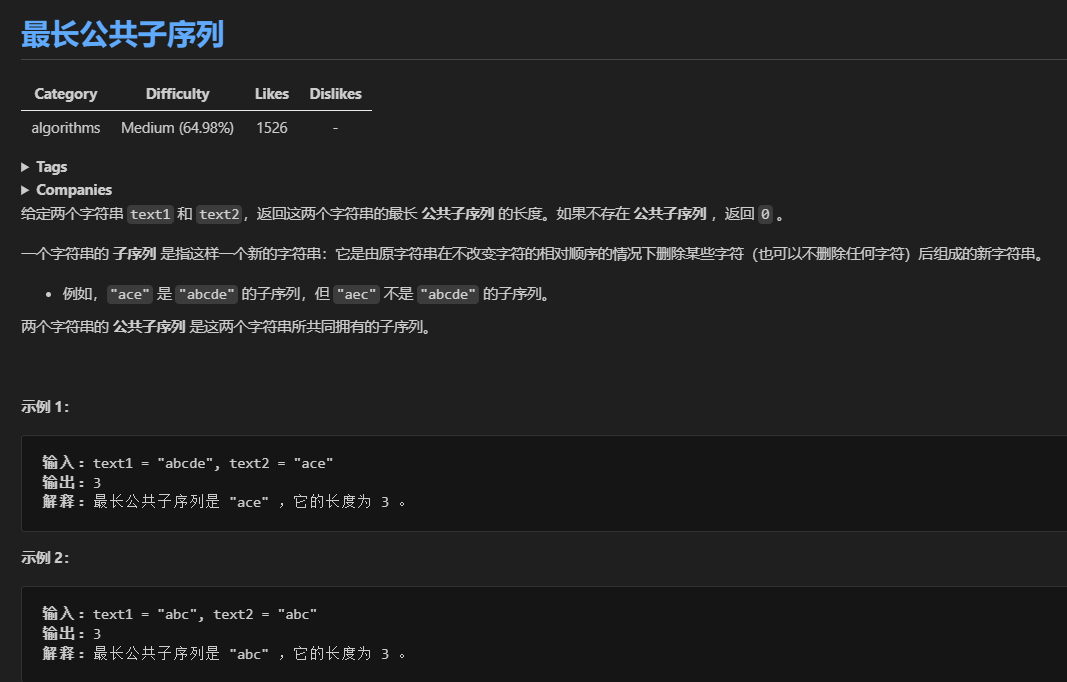 最长公共子序列
Category Difficulty Likes Dislikes
algorithms Medium (64.98%) 1526 -
▶ Tags
▶ Companies
给定两个字符串 text1 和 text2，返回这两个字符串的最长 公共子序列 的长度。如果不存在 公共子序列 ，返回 0 。
一个字符串的 子序列 是指这样一个新的字符串：它是由原字符串在不改变字符的相对顺序的情况下删除某些字符（也可以不删除任何字符）后组成的新字符串。
• 例如，"ace" 是 "abcde" 的子序列，但 "aec" 不是 "abcde" 的子序列。
两个字符串的 公共子序列 是这两个字符串所共同拥有的子序列。
示例 1：
输入：text1 = "abcde", text2 = "ace"
输出：3
解释：最长公共子序列是 "ace" ，它的长度为 3 。
示例 2：
输入：text1 = "abc", text2 = "abc"
输出：3
解释：最长公共子序列是 "abc" ，它的长度为 3 。